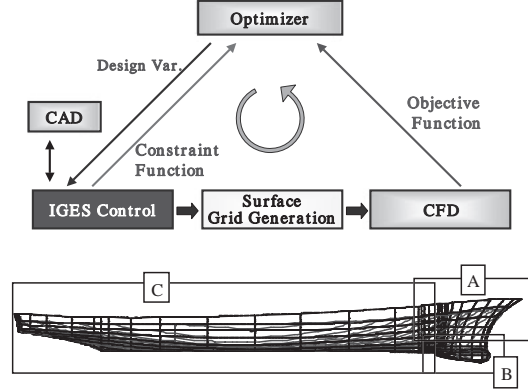 Optimizer
Design Var.
CAD
Objective
Function
Constraint
Function
IGES Control
Surface
Grid Generation
CFD
A
C
B